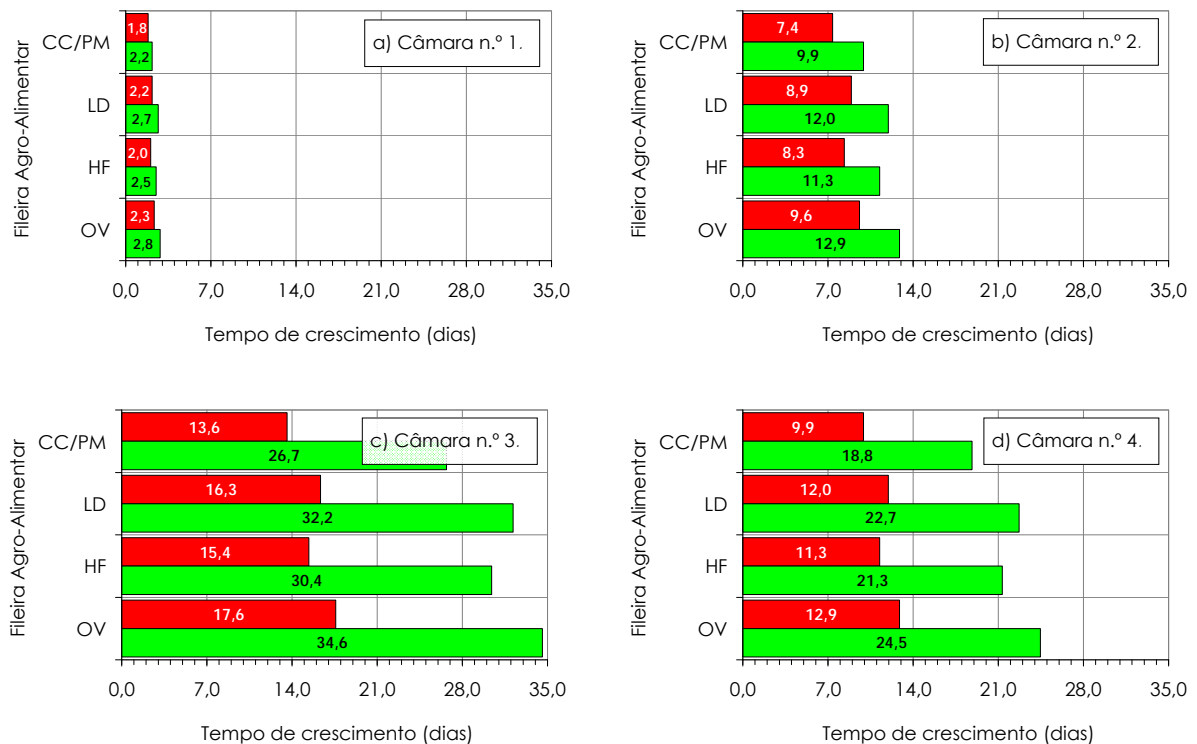 Fileira Agro-Alimentar
CC/PM
LD
HF
OV
1,8
2,2
2,2
2,7
2,0
2,5
2,3
2,8
a) Câmara n.º 1.
0,0 7,0 14,0 21,0 28,0 35,0
Tempo de crescimento (dias)
Fileira Agro-Alimentar
CC/PM
LD
HF
OV
7,4
9,9
8,9
12,0
8,3
11,3
9,6
12,9
b) Câmara n.º 2.
0,0 7,0 14,0 21,0 28,0 35,0
Tempo de crescimento (dias)
Fileira Agro-Alimentar
CC/PM
LD
HF
OV
13,6
26,7
16,3
32,2
15,4
30,4
17,6
34,6
c) Câmara n.º 3.
0,0 7,0 14,0 21,0 28,0 35,0
Tempo de crescimento (dias)
Fileira Agro-Alimentar
CC/PM
LD
HF
OV
9,9
18,8
12,0
22,7
11,3
21,3
12,9
24,5
d) Câmara n.º 4.
0,0 7,0 14,0 21,0 28,0 35,0
Tempo de crescimento (dias)